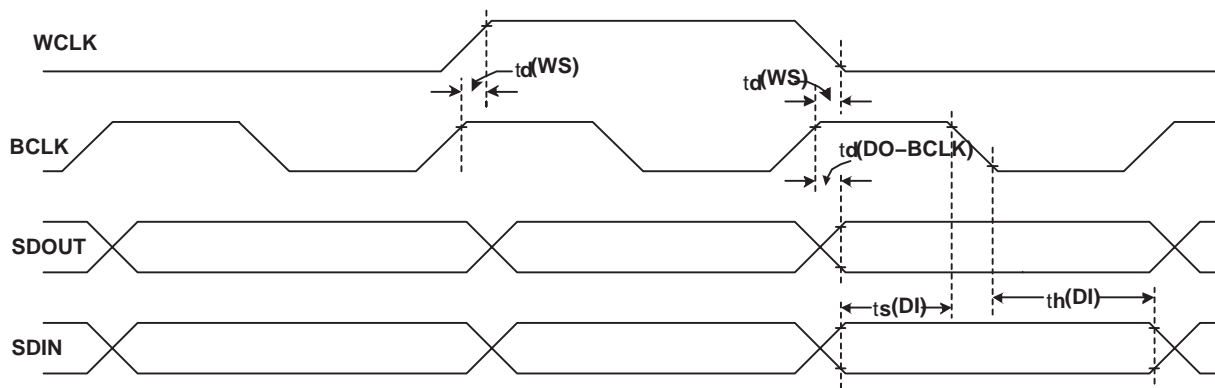 WCLK
td(WS)
td(WS)
BCLK
td(DO−BCLK)
SDOUT
ts(DI)
th(DI)
SDIN